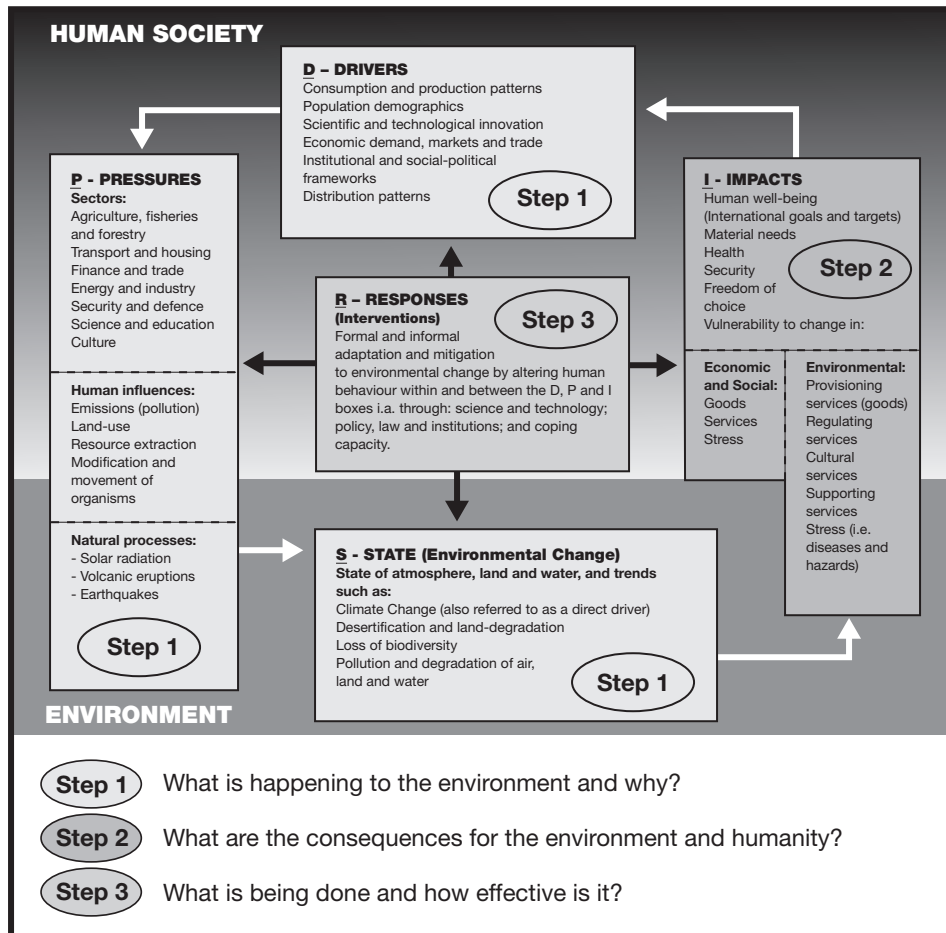 HUMAN SOCIETY
D – DRIVERS
Consumption and production patterns
Population demographics
Scientific and technological innovation
Economic demand, markets and trade
Institutional and social-political
frameworks
Distribution patterns
Step 1
P - PRESSURES
Sectors:
Agriculture, fisheries
and forestry
Transport and housing
Finance and trade
Energy and industry
Security and defence
Science and education
Culture
Human influences:
Emissions (pollution)
Land-use
Resource extraction
Modification and
movement of
organisms
Natural processes:
- Solar radiation
- Volcanic eruptions
- Earthquakes
Step 1
R – RESPONSES
(Interventions)
Formal and informal
adaptation and mitigation
to environmental change by altering human
behaviour within and between the D, P and I
boxes i.a. through: science and technology;
policy, law and institutions; and coping
capacity.
Step 3
I - IMPACTS
Human well-being
(International goals and targets)
Material needs
Health
Security
Freedom of
choice
Vulnerability to change in:
Step 2
Economic
and Social:
Goods
Services
Stress
Environmental:
Provisioning
services (goods)
Regulating
services
Cultural
services
Supporting
services
Stress (i.e.
diseases and
hazards)
S - STATE (Environmental Change)
State of atmosphere, land and water, and trends
such as:
Climate Change (also referred to as a direct driver)
Desertification and land-degradation
Loss of biodiversity
Pollution and degradation of air,
land and water
Step 1
ENVIRONMENT
Step 1 What is happening to the environment and why?
Step 2 What are the consequences for the environment and humanity?
Step 3 What is being done and how effective is it?